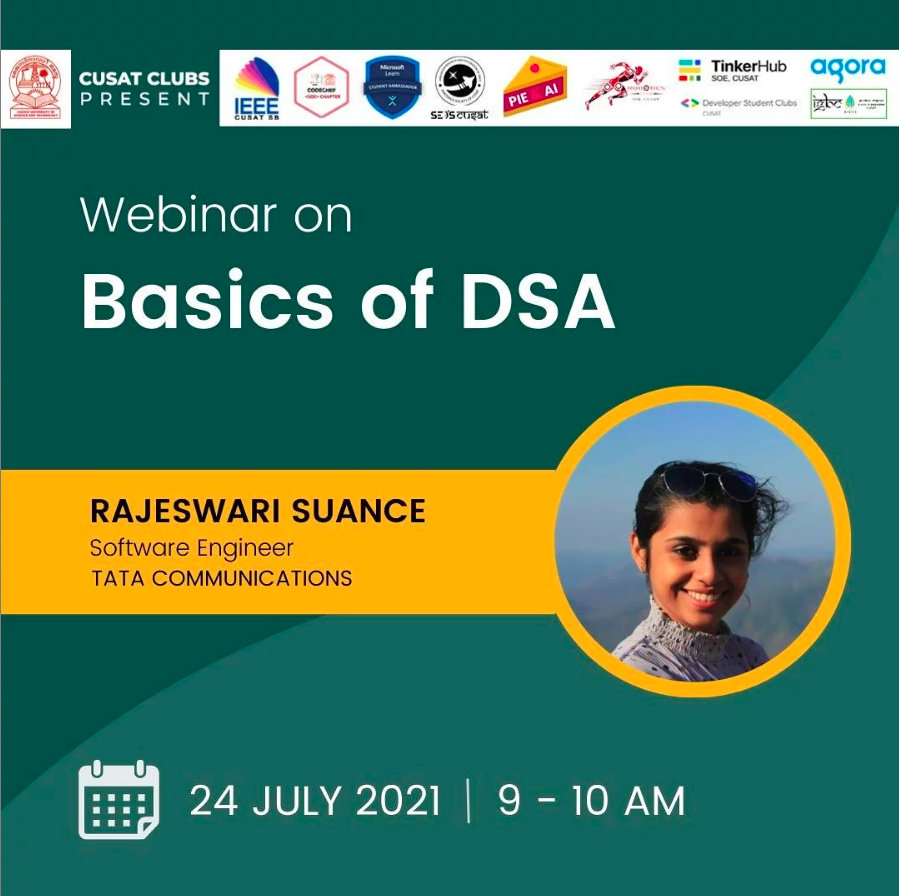 CUSAT CLUBS
PRESENT
IEEE
CUSAT SB
CODECHEF
Microsoft
Learn
STUDENT AMBASSADOR
PIE
AI
TinkerHub
SOE, CUSAT
Developer Student Clubs
CUSAT
agora
igbc
Webinar on
Basics of DSA
RAJESWARI SUANCE
Software Engineer
TATA COMMUNICATIONS
24 JULY 2021 | 9 - 10 AM